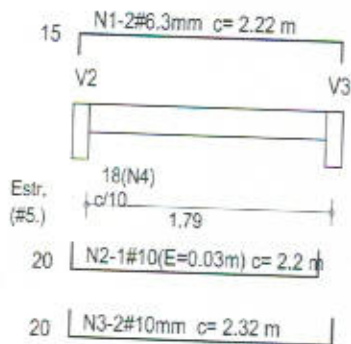 15 N1-2#6,3mm c= 2.22 m
V2 V3
18(N4)
Estr, c/10
(#5.) 1,79
20 N2-1#10(E=0.03m) c= 2.2 m
20 N3-2#10mm c= 2.32 m